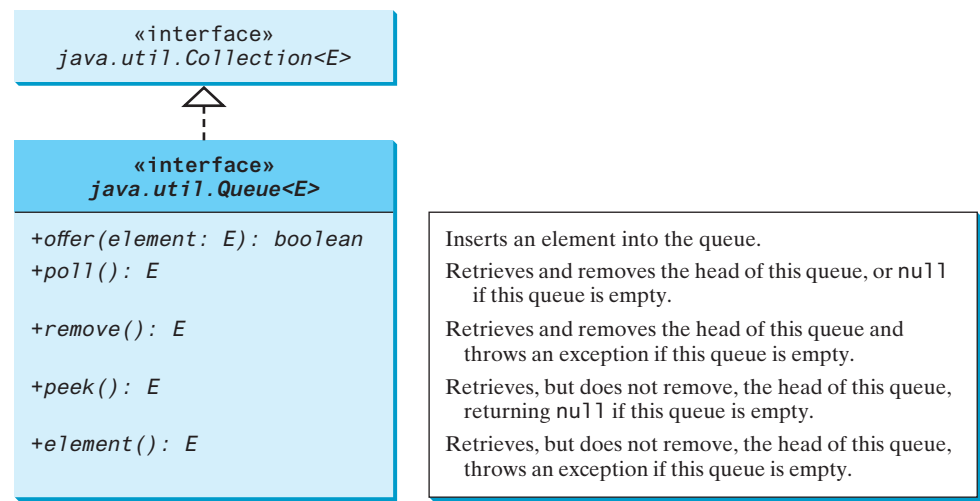 «interface»
java.util.Collection<E>
«interface»
java.util.Queue<E>
+offer(element: E): boolean
Inserts an element into the queue.
+poll(): E
Retrieves and removes the head of this queue, or null
if this queue is empty.
+remove(): E
Retrieves and removes the head of this queue and
throws an exception if this queue is empty.
+peek(): E
Retrieves, but does not remove, the head of this queue,
returning null if this queue is empty.
+element(): E
Retrieves, but does not remove, the head of this queue,
throws an exception if this queue is empty.